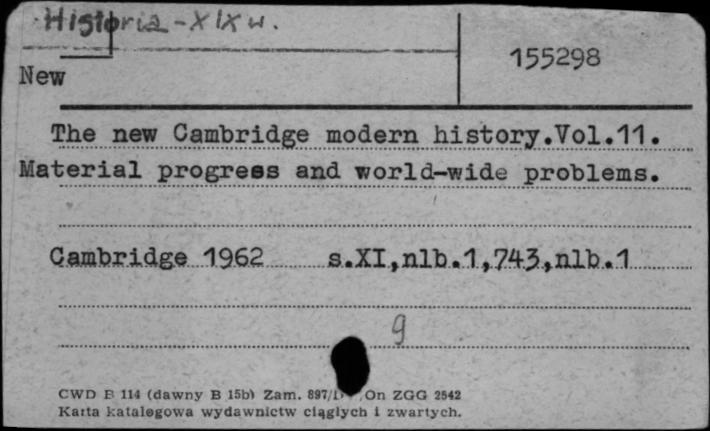 Historia - XIX w.
155298
New
The new Cambridge modern history.Vol.11.
Material progress and world-wide problems.
Cambridge 1962 s.XI,nlb.1,743,nlb.1
9
CWD B 114 (dawny B 15b) Zam. On ZGG 2542
Karta katalogowa wydawnictw ciągłych i zwartych.